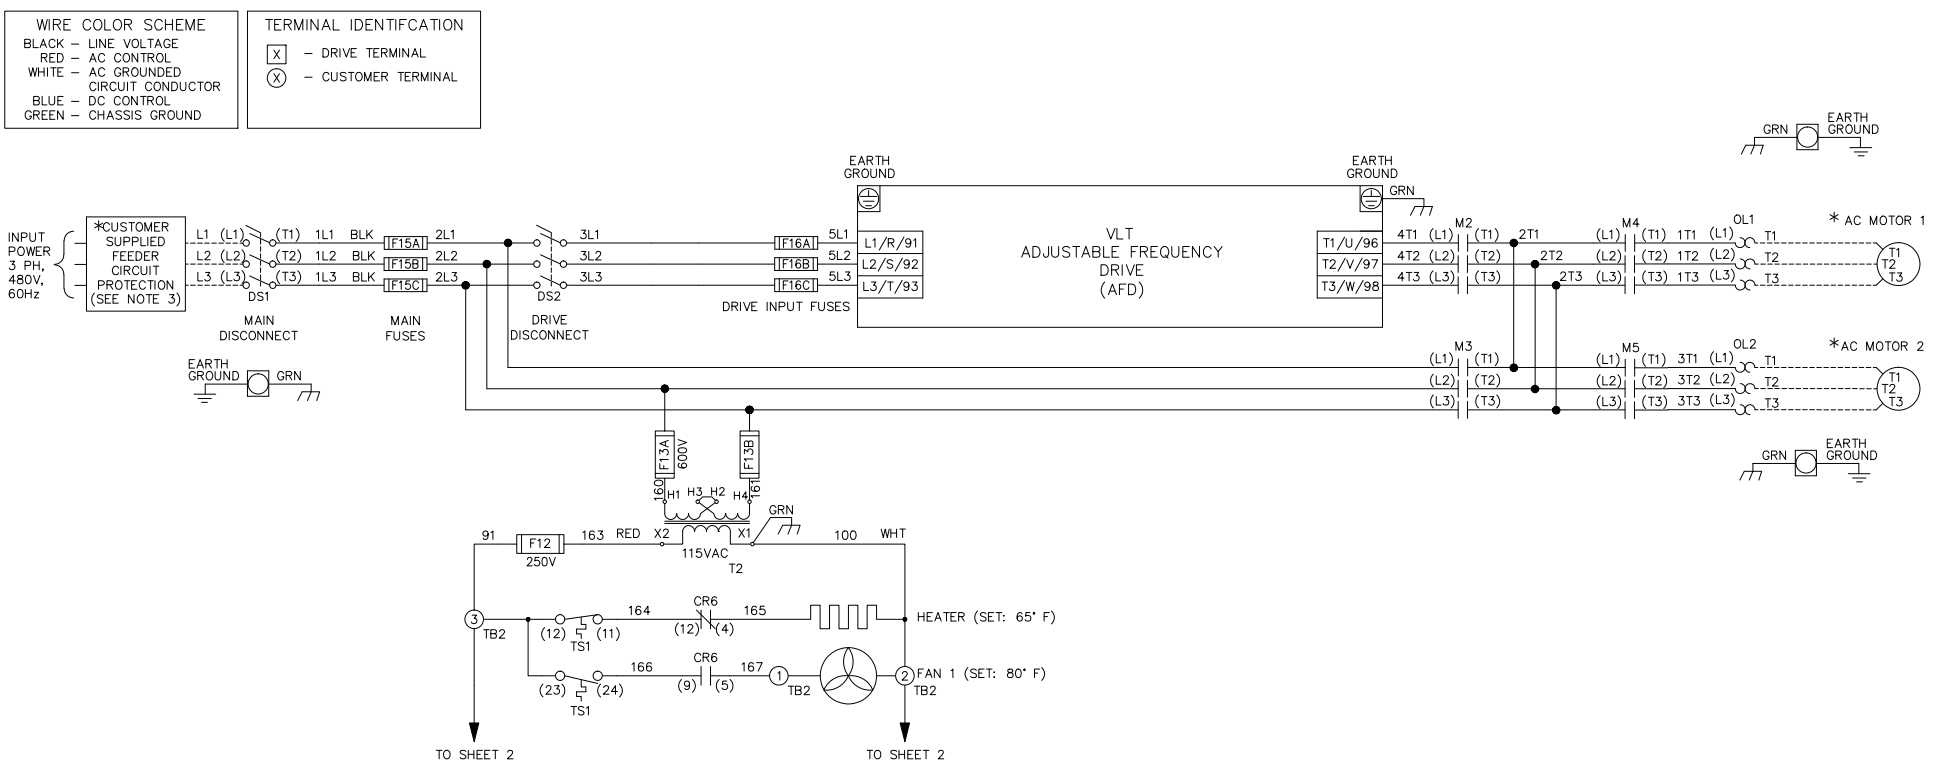 WIRE COLOR SCHEME
BLACK – LINE VOLTAGE
RED – AC CONTROL
WHITE – AC GROUNDED
CIRCUIT CONDUCTOR
BLUE – DC CONTROL
GREEN – CHASSIS GROUND
TERMINAL IDENTIFCATION
X – DRIVE TERMINAL
X – CUSTOMER TERMINAL
INPUT
POWER
3 PH,
480V,
60Hz
*CUSTOMER
SUPPLIED
FEEDER
CIRCUIT
PROTECTION
(SEE NOTE 3)
L1 (L1) (T1) 1L1 BLK F15A 2L1 3L1 F16A 5L1 L1/R/91
L2 (L2) (T2) 1L2 BLK F15B 2L2 3L2 F16B 5L2 L2/S/92
L3 (L3) (T3) 1L3 BLK F15C 2L3 3L3 F16C 5L3 L3/T/93
DS1
MAIN
DISCONNECT
MAIN
FUSES
DS2
DRIVE
DISCONNECT
DRIVE INPUT FUSES
EARTH
GROUND
EARTH
GROUND
GRN
VLT
ADJUSTABLE FREQUENCY
DRIVE
(AFD)
M2
M4
OL1
* AC MOTOR 1
T1/U/96 4T1 (L1) (T1) 2T1 (L1) (T1) 1T1 (L1) T1
T2/V/97 4T2 (L2) (T2) 2T2 (L2) (T2) 1T2 (L2) T2
T3/W/98 4T3 (L3) (T3) 2T3 (L3) (T3) 1T3 (L3) T3
T1
T2
T3
GRN
EARTH
GROUND
EARTH
GROUND
GRN
M3
M5
OL2
*AC MOTOR 2
(L1) (T1) (L1) (T1) 3T1 (L1) T1
(L2) (T2) (L2) (T2) 3T2 (L2) T2
(L3) (T3) (L3) (T3) 3T3 (L3) T3
T1
T2
T3
GRN
EARTH
GROUND
F13A
600V
F13B
160
161
H1 H3 H2 H4
GRN
91 F12 163 RED X2 X1 100 WHT
250V
115VAC
T2
3
TB2
(12) (11)
TS1
164
CR6
(12) (4)
165
HEATER (SET: 65° F)
(23) (24)
TS1
166
CR6
(9) (5)
167
1
TB2
2
TB2
FAN 1 (SET: 80° F)
TO SHEET 2
TO SHEET 2